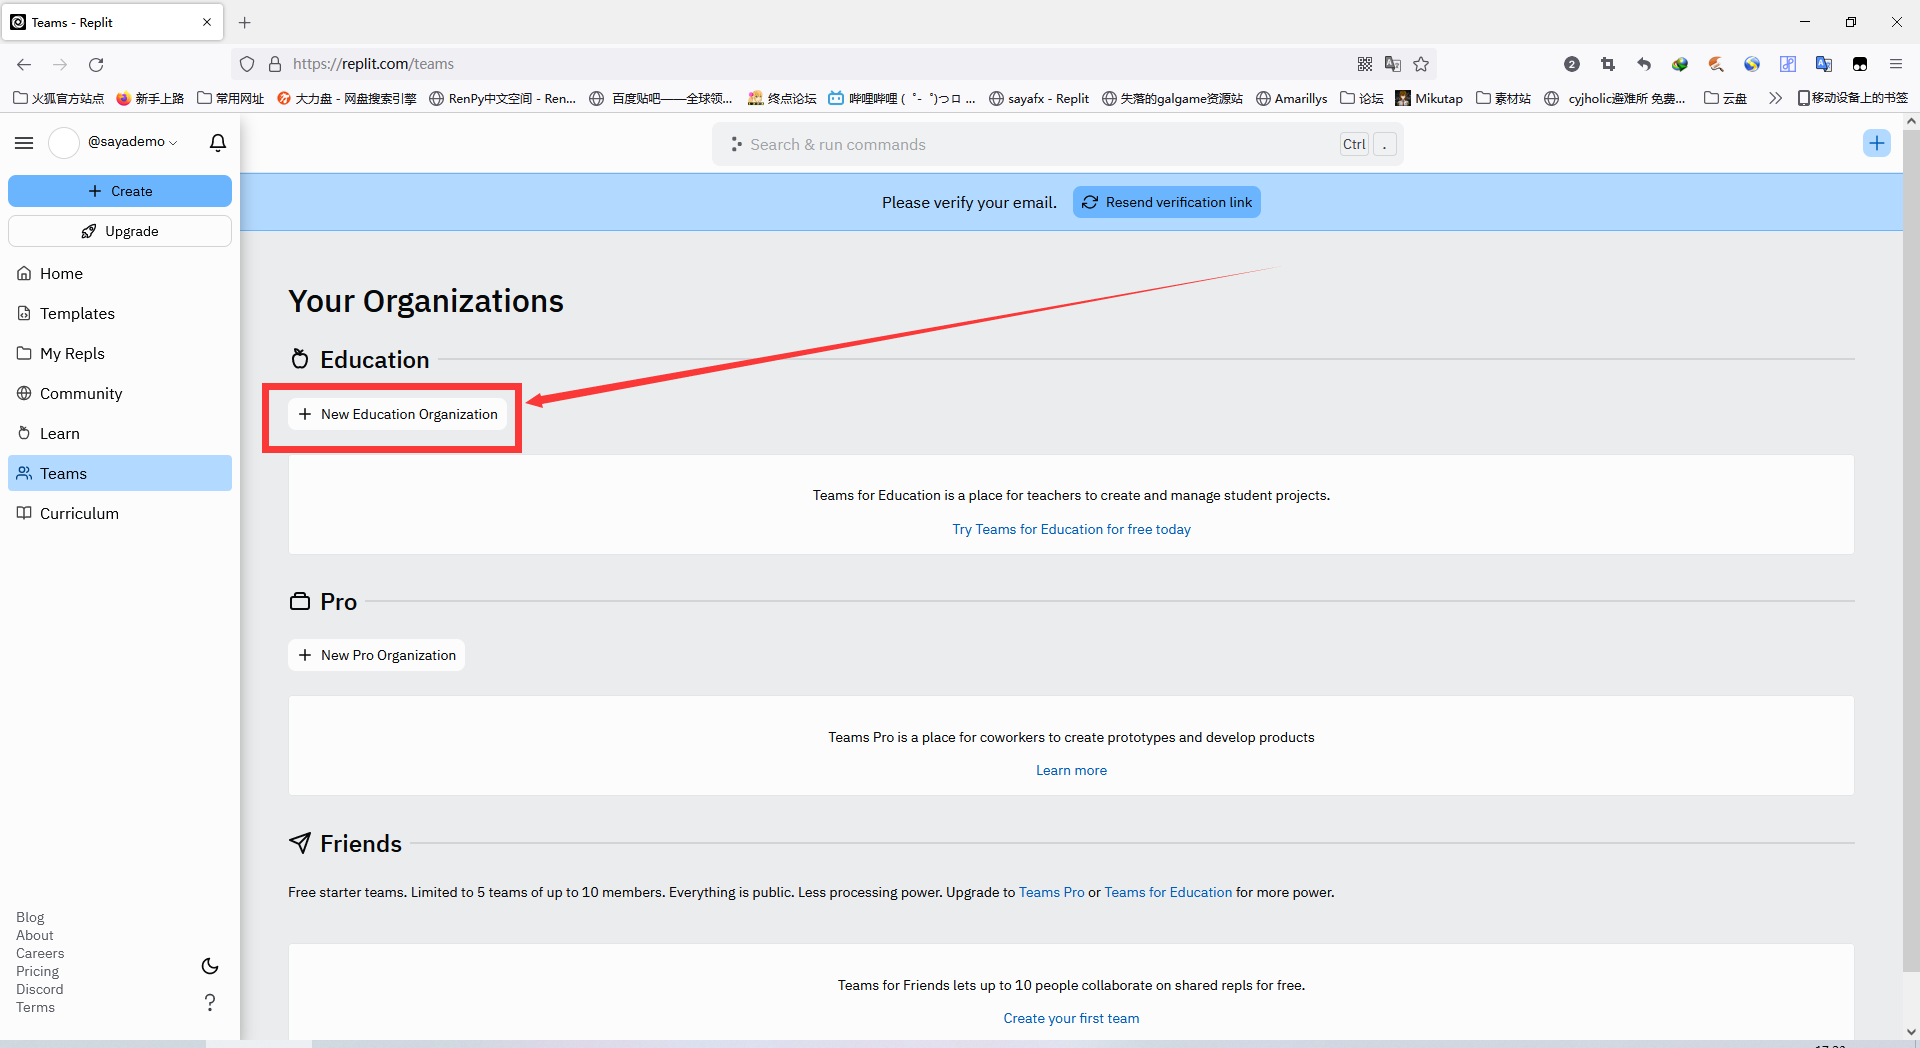 Teams - Replit
https://replit.com/teams
2
火狐官方站点 新手上路 常用网址 大力盘 - 网盘搜索引擎 RenPy中文空间 - Ren... 百度贴吧——全球领... 终点论坛 哔哩哔哩 ( ゜- ゜)つロ ... sayafx - Replit 失落的galgame资源站 Amarillys 论坛 Mikutap 素材站 cyjholic避难所 免费... 云盘 移动设备上的书签
@sayademo
Search & run commands Ctrl .
Create
Please verify your email. Resend verification link
Upgrade
Home
Templates
My Repls
Community
Learn
Teams
Curriculum
Your Organizations
Education
New Education Organization
Teams for Education is a place for teachers to create and manage student projects.
Try Teams for Education for free today
Pro
New Pro Organization
Teams Pro is a place for coworkers to create prototypes and develop products
Learn more
Friends
Free starter teams. Limited to 5 teams of up to 10 members. Everything is public. Less processing power. Upgrade to Teams Pro or Teams for Education for more power.
Teams for Friends lets up to 10 people collaborate on shared repls for free.
Create your first team
Blog
About
Careers
Pricing
Discord
Terms